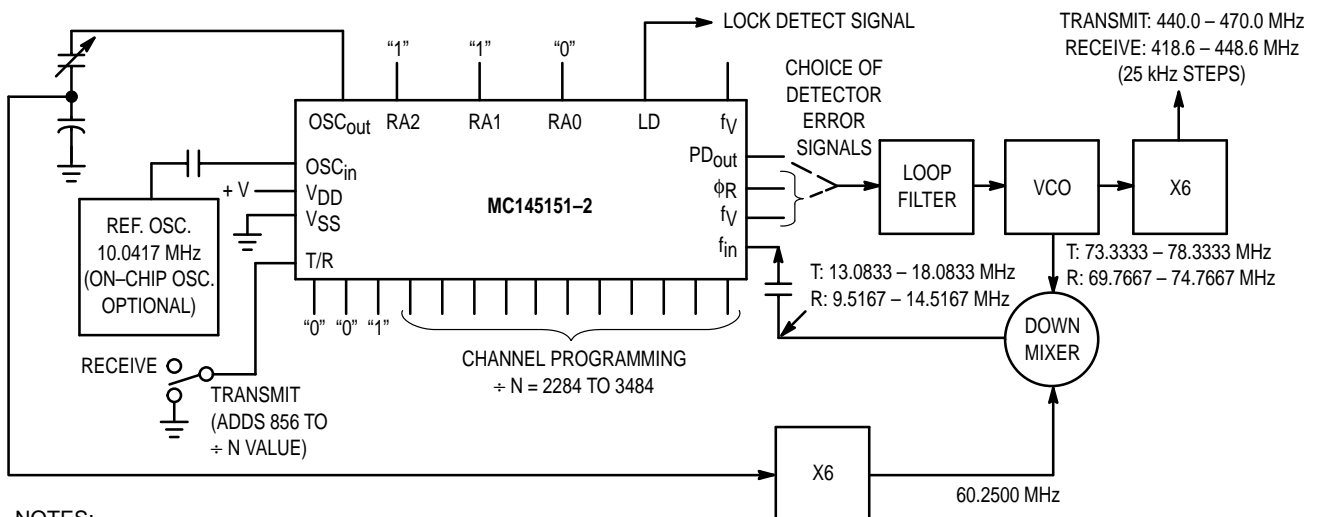 LOCK DETECT SIGNAL
TRANSMIT: 440.0 – 470.0 MHz
RECEIVE: 418.6 – 448.6 MHz
(25 kHz STEPS)
“1” “1” “0”
CHOICE OF
DETECTOR
ERROR
SIGNALS
OSCout RA2 RA1 RA0 LD fV
OSCin
+ V VDD
VSS
T/R
MC145151–2
PDout
ϕR
fV
fin
LOOP
FILTER
VCO
X6
REF. OSC.
10.0417 MHz
(ON–CHIP OSC.
OPTIONAL)
T: 13.0833 – 18.0833 MHz
R: 9.5167 – 14.5167 MHz
T: 73.3333 – 78.3333 MHz
R: 69.7667 – 74.7667 MHz
“0” “0” “1”
DOWN
MIXER
CHANNEL PROGRAMMING
÷ N = 2284 TO 3484
RECEIVE
TRANSMIT
(ADDS 856 TO
÷ N VALUE)
X6
60.2500 MHz
NOTES: